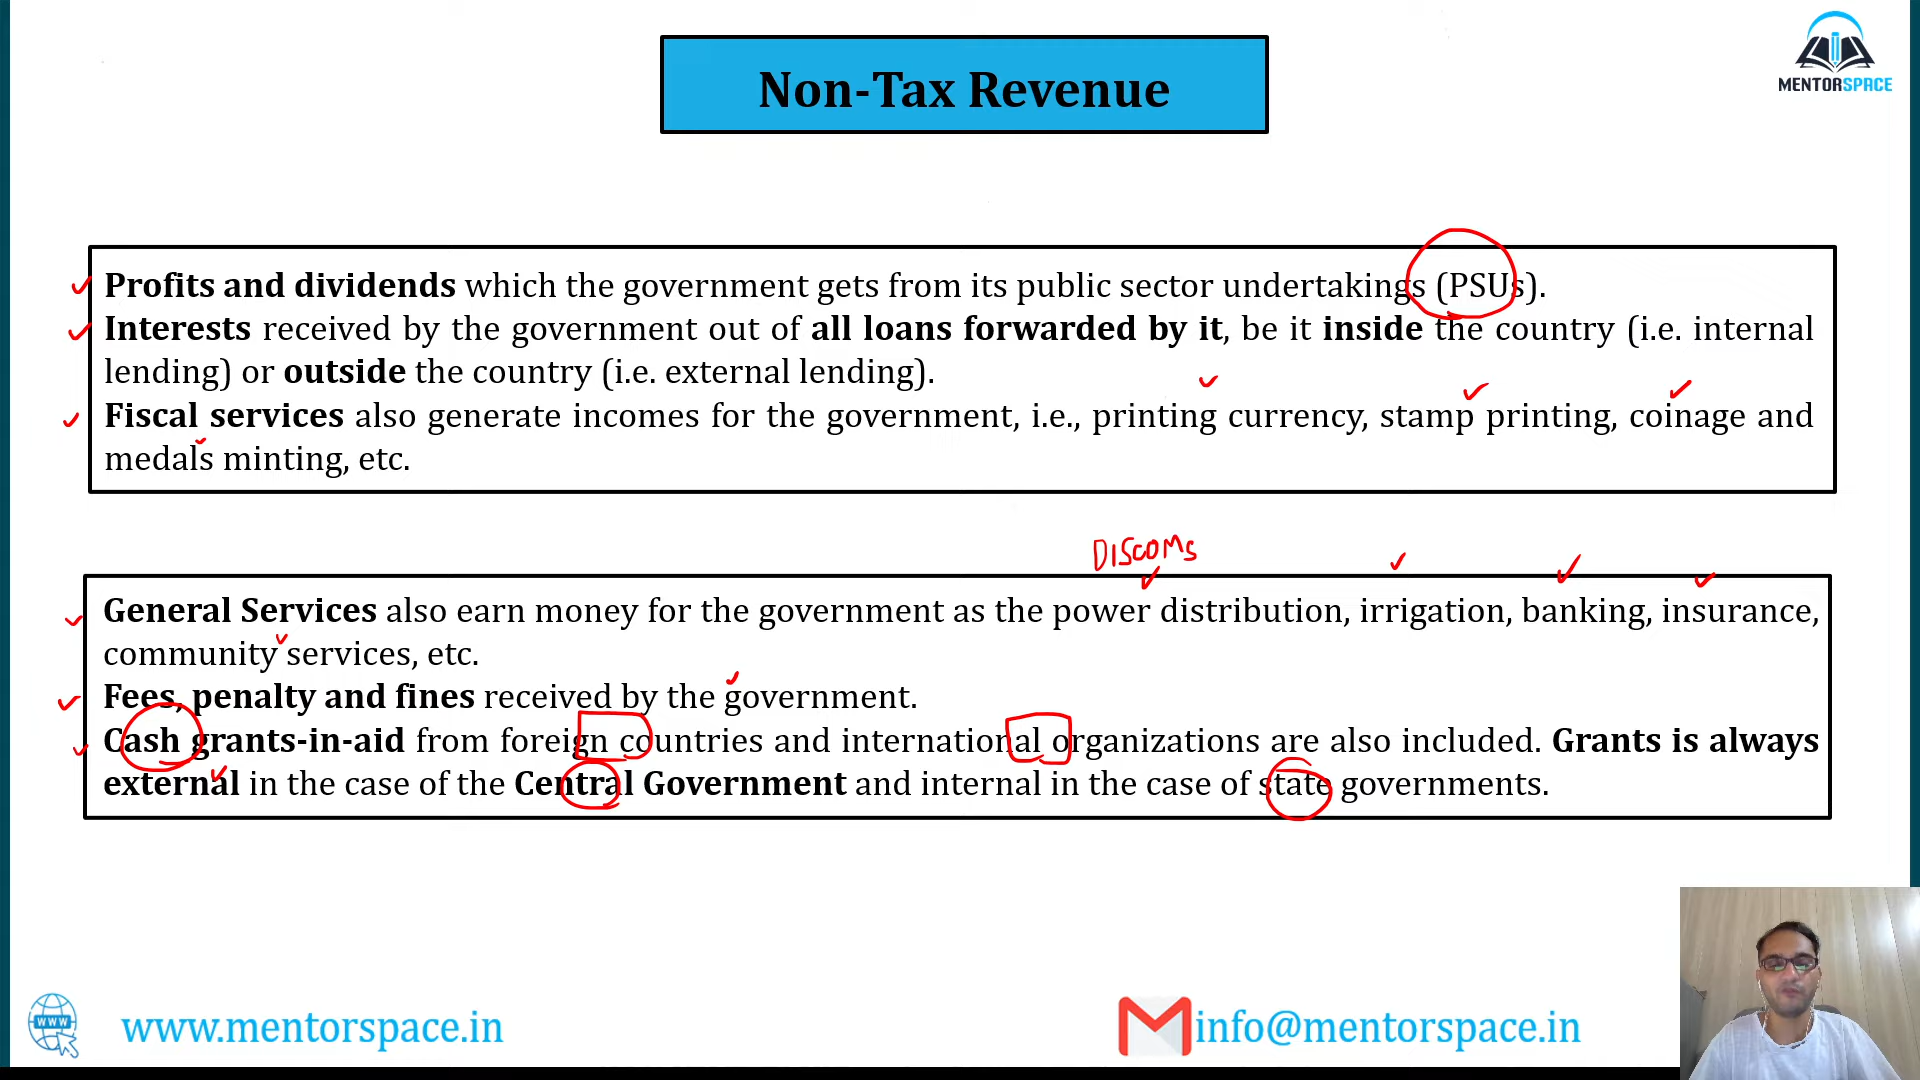 MENTORSPACE
Non-Tax Revenue
Profits and dividends which the government gets from its public sector undertakings (PSUs).
Interests received by the government out of all loans forwarded by it, be it inside the country (i.e. internal
lending) or outside the country (i.e. external lending).
Fiscal services also generate incomes for the government, i.e., printing currency, stamp printing, coinage and
medals minting, etc.
DISCOMs
General Services also earn money for the government as the power distribution, irrigation, banking, insurance,
community services, etc.
Fees, penalty and fines received by the government.
Cash grants-in-aid from foreign countries and international organizations are also included. Grants is always
external in the case of the Central Government and internal in the case of state governments.
WWW
www.mentorspace.in
info@mentorspace.in